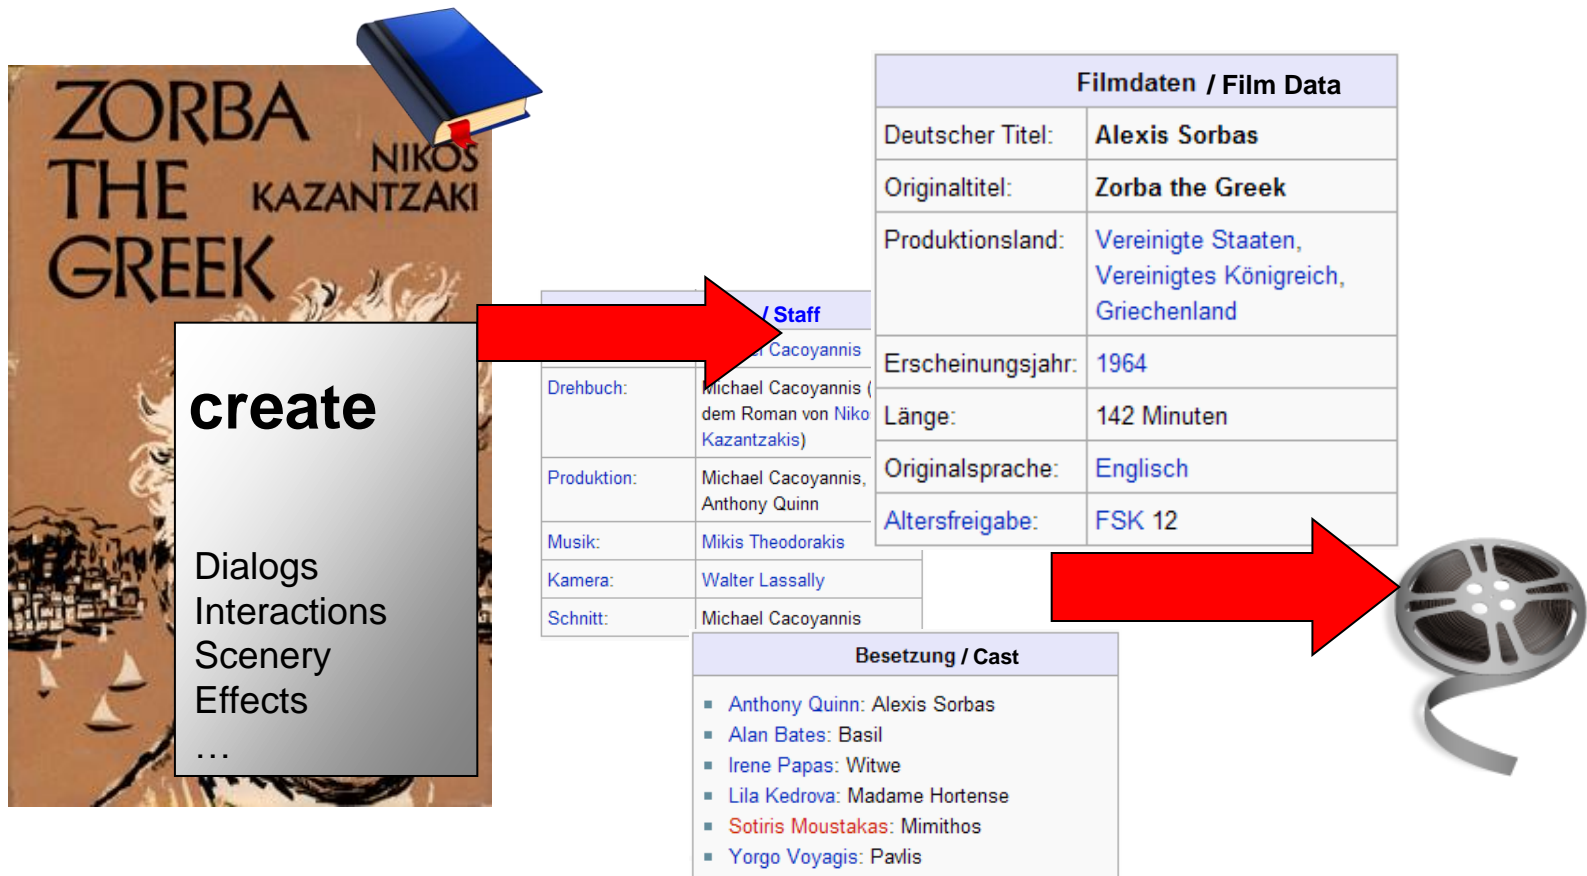 ZORBA
THE
GREEK
NIKOS
KAZANTZAKI
create
Dialogs
Interactions
Scenery
Effects
…
/ Staff
Cacoyannis
Drehbuch: Michael Cacoyannis (
dem Roman von Niko
Kazantzakis)
Produktion: Michael Cacoyannis,
Anthony Quinn
Musik: Mikis Theodorakis
Kamera: Walter Lassally
Schnitt: Michael Cacoyannis
Filmdaten / Film Data
Deutscher Titel: Alexis Sorbas
Originaltitel: Zorba the Greek
Produktionsland: Vereinigte Staaten,
Vereinigtes Königreich,
Griechenland
Erscheinungsjahr: 1964
Länge: 142 Minuten
Originalsprache: Englisch
Altersfreigabe: FSK 12
Besetzung / Cast
Anthony Quinn: Alexis Sorbas
Alan Bates: Basil
Irene Papas: Witwe
Lila Kedrova: Madame Hortense
Sotiris Moustakas: Mimithos
Yorgo Voyagis: Pavlis